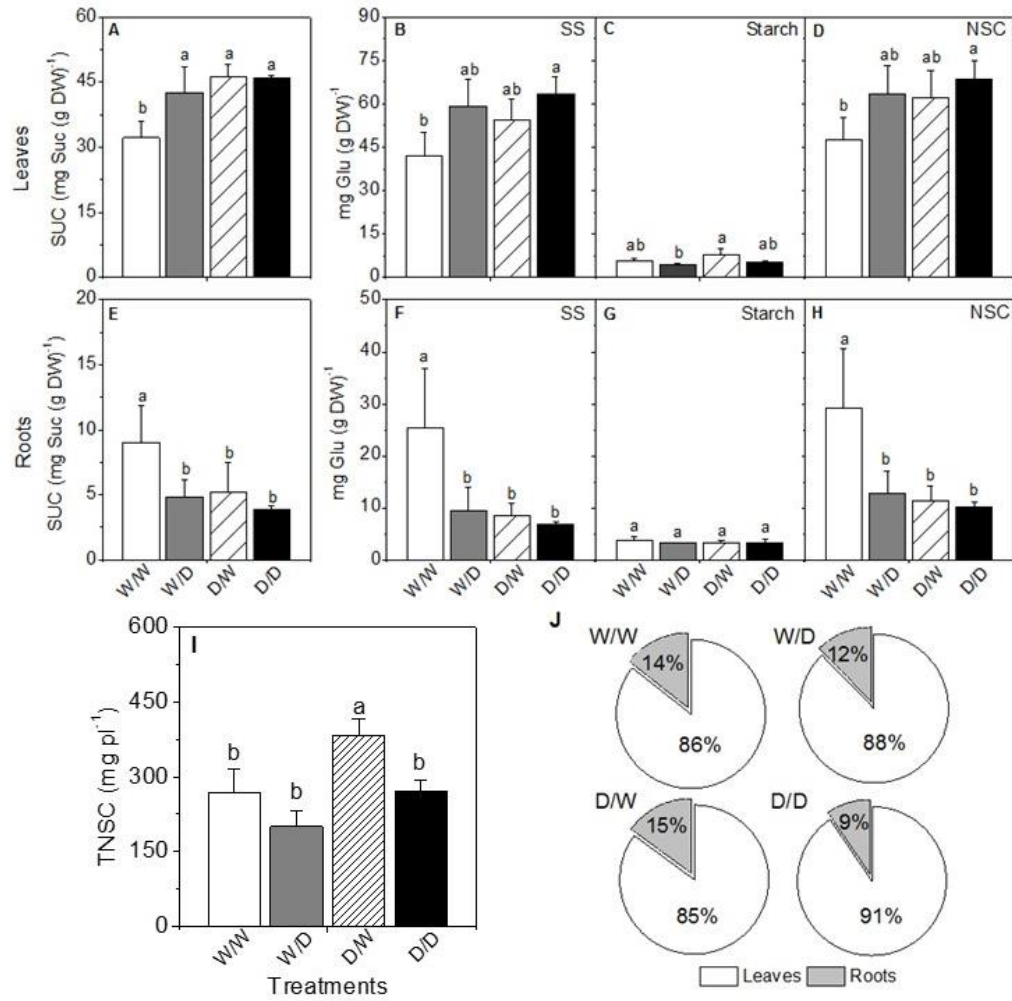 A
B SS
C Starch
D NSC
Leaves
SUC (mg Suc (g DW)⁻¹
60
45
30
15
0
b a a a
mg Glu (g DW)⁻¹
90
75
60
45
30
15
0
b ab ab a
ab b a ab
b ab ab a
E
F SS
G Starch
H NSC
Roots
SUC (mg Suc (g DW)⁻¹
20
15
10
5
0
a b b b
mg Glu (g DW)⁻¹
50
40
30
20
10
0
a b b b
a a a a
a b b b
W/W W/D D/W D/D
W/W W/D D/W D/D
W/W W/D D/W D/D
W/W W/D D/W D/D
I
TNSC (mg pl⁻¹)
600
450
300
150
0
b b a b
W/W W/D D/W D/D
Treatments
J
W/W 14% 86%
W/D 12% 88%
D/W 15% 85%
D/D 9% 91%
Leaves Roots